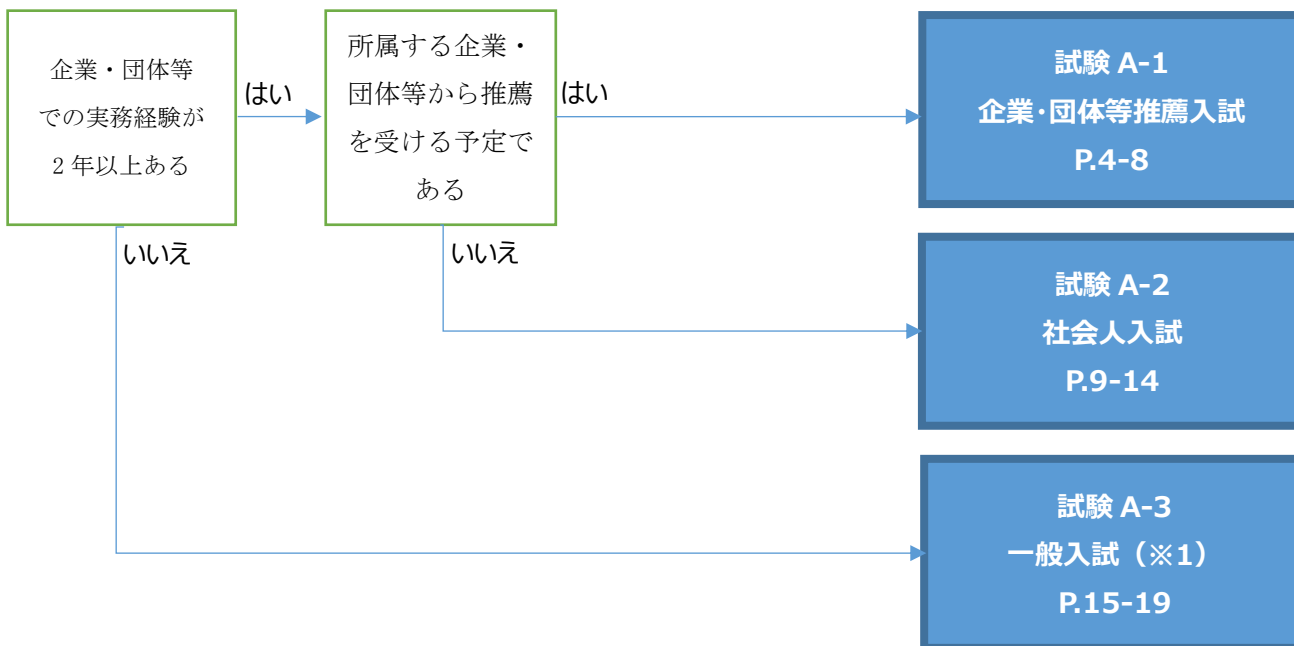 企業・団体等
での実務経験が
2 年以上ある
はい
いいえ
所属する企業・
団体等から推薦
を受ける予定で
ある
はい
いいえ
試験 A-1
企業・団体等推薦入試
P.4-8
試験 A-2
社会人入試
P.9-14
試験 A-3
一般入試（※1）
P.15-19